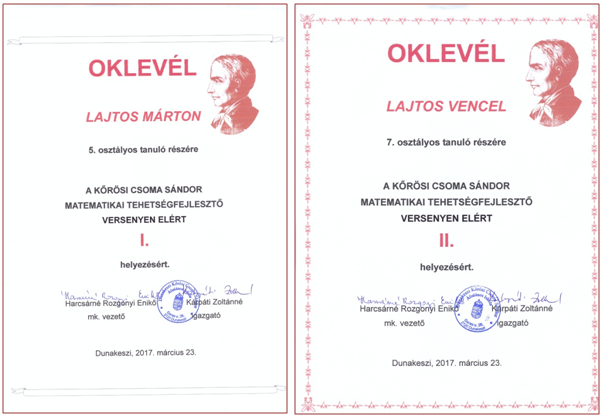 OKLEVÉL
LAJTOS MÁRTON
5. osztályos tanuló részére
A KŐRÖSI CSOMA SÁNDOR
MATEMATIKAI TEHETSÉGFEJLESZTŐ
VERSENYEN ELÉRT
I.
helyezésért.
Harcsárné Rozgonyi Enikő
Kárpáti Zoltánné
mk. vezető
igazgató
Dunakeszi, 2017. március 23.
OKLEVÉL
LAJTOS VENCEL
7. osztályos tanuló részére
A KŐRÖSI CSOMA SÁNDOR
MATEMATIKAI TEHETSÉGFEJLESZTŐ
VERSENYEN ELÉRT
II.
helyezésért.
Harcsárné Rozgonyi Enikő
Kárpáti Zoltánné
mk. vezető
igazgató
Dunakeszi, 2017. március 23.